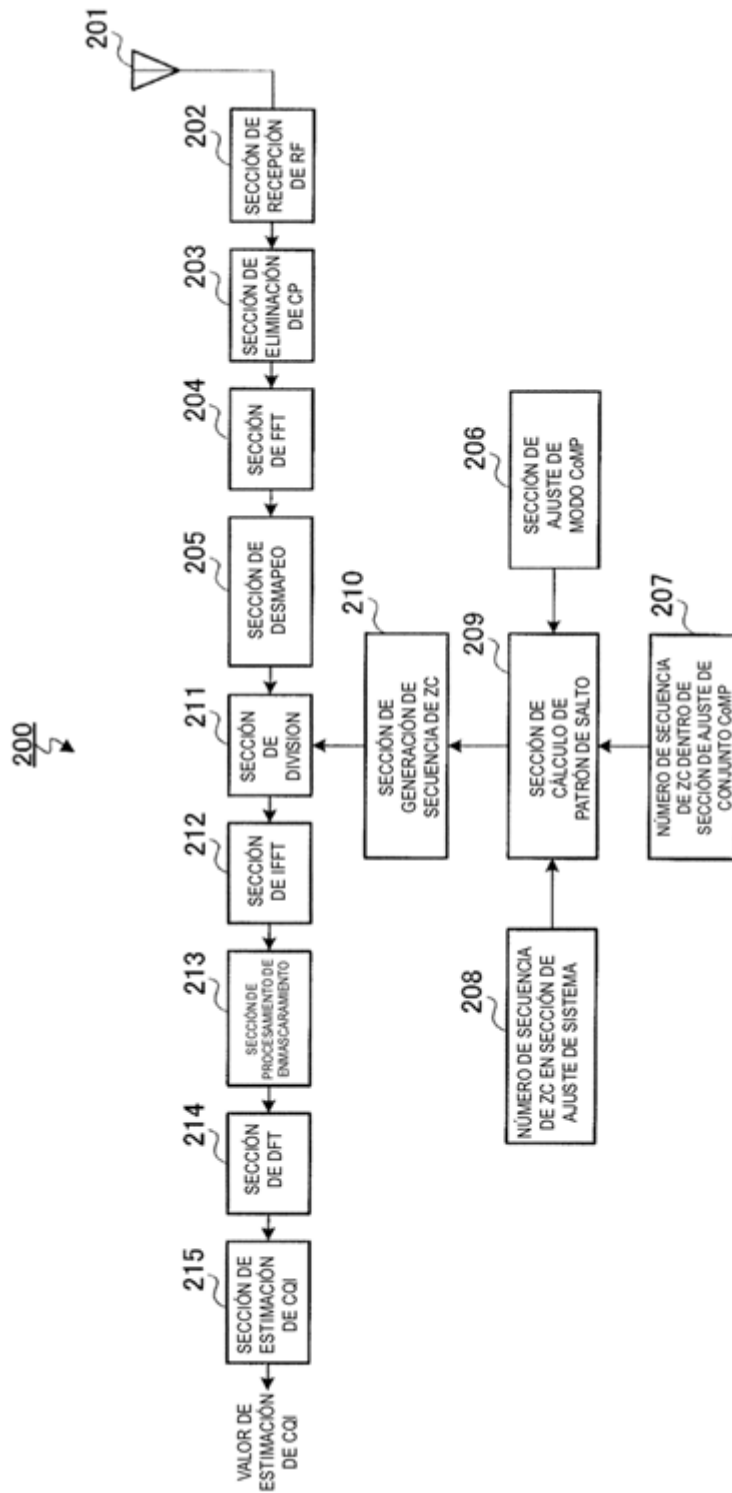 200
201
202
SECCIÓN DE
RECEPCIÓN
DE RF
203
SECCIÓN DE
ELIMINACIÓN
DE CP
204
SECCIÓN
DE FFT
205
SECCIÓN DE
DESMAPEO
211
SECCIÓN
DE
DIVISION
212
SECCIÓN
DE IFFT
213
SECCIÓN DE
PROCESAMIENTO DE
ENMASCARAMIENTO
214
SECCIÓN
DE DFT
215
SECCIÓN DE
ESTIMACIÓN
DE CQI
VALOR DE
ESTIMACIÓN
DE CQI
210
SECCIÓN DE
GENERACIÓN DE
SECUENCIA DE ZC
209
SECCIÓN DE
CÁLCULO DE
PATRÓN DE SALTO
206
SECCIÓN DE
AJUSTE DE
MODO CoMP
207
NÚMERO DE SECUENCIA
DE ZC DENTRO DE
SECCIÓN DE AJUSTE DE
CONJUNTO CoMP
208
NÚMERO DE SECUENCIA
DE ZC EN SECCIÓN DE
AJUSTE DE SISTEMA